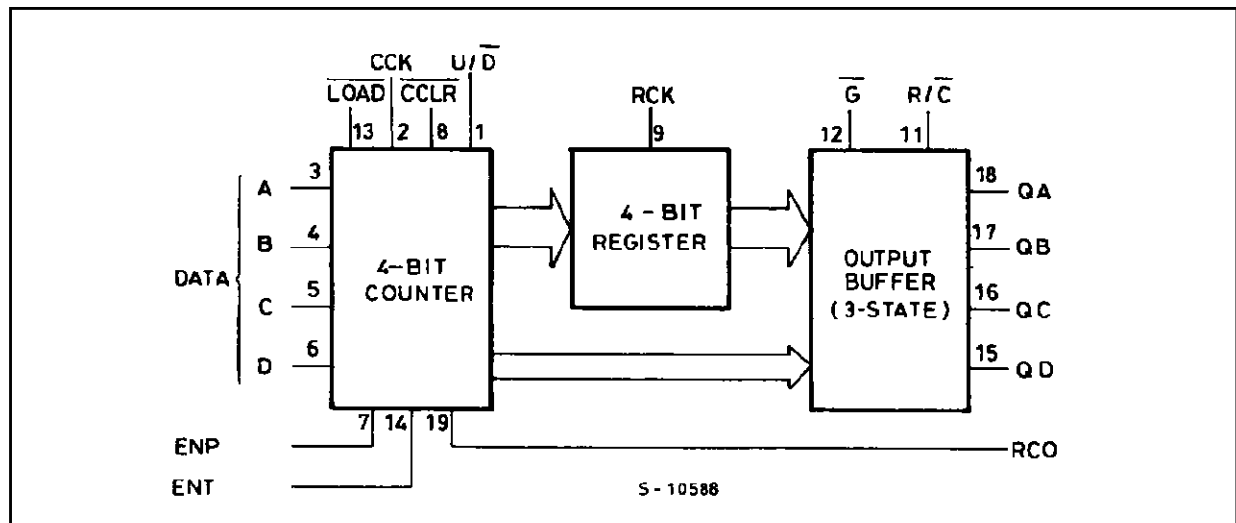 CCK U/D̅
L̅O̅A̅D̅ C̅C̅L̅R̅ RCK G̅ R/C̅
13 2 8 1 9 12 11
A 3 18 QA
B 4 4-BIT REGISTER 17 QB
DATA 4-BIT COUNTER OUTPUT BUFFER (3-STATE)
C 5 16 QC
D 6 15 QD
7 14 19
ENP RCO
ENT S-10588